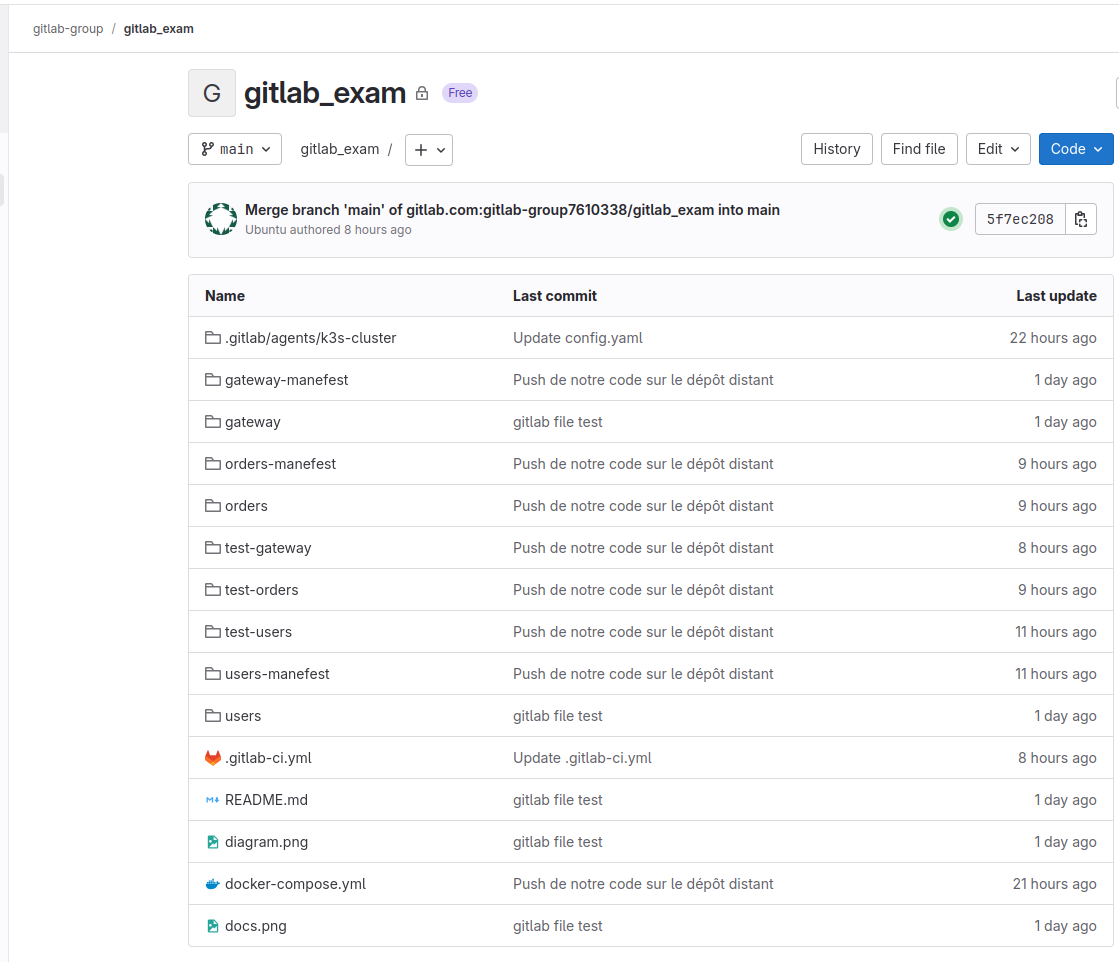 gitlab-group / gitlab_exam
G gitlab_exam Free
main gitlab_exam / + History Find file Edit Code
Merge branch 'main' of gitlab.com:gitlab-group7610338/gitlab_exam into main
Ubuntu authored 8 hours ago
5f7ec208
Name Last commit Last update
.gitlab/agents/k3s-cluster Update config.yaml 22 hours ago
gateway-manefest Push de notre code sur le dépôt distant 1 day ago
gateway gitlab file test 1 day ago
orders-manefest Push de notre code sur le dépôt distant 9 hours ago
orders Push de notre code sur le dépôt distant 9 hours ago
test-gateway Push de notre code sur le dépôt distant 8 hours ago
test-orders Push de notre code sur le dépôt distant 9 hours ago
test-users Push de notre code sur le dépôt distant 11 hours ago
users-manefest Push de notre code sur le dépôt distant 11 hours ago
users gitlab file test 1 day ago
.gitlab-ci.yml Update .gitlab-ci.yml 8 hours ago
README.md gitlab file test 1 day ago
diagram.png gitlab file test 1 day ago
docker-compose.yml Push de notre code sur le dépôt distant 21 hours ago
docs.png gitlab file test 1 day ago